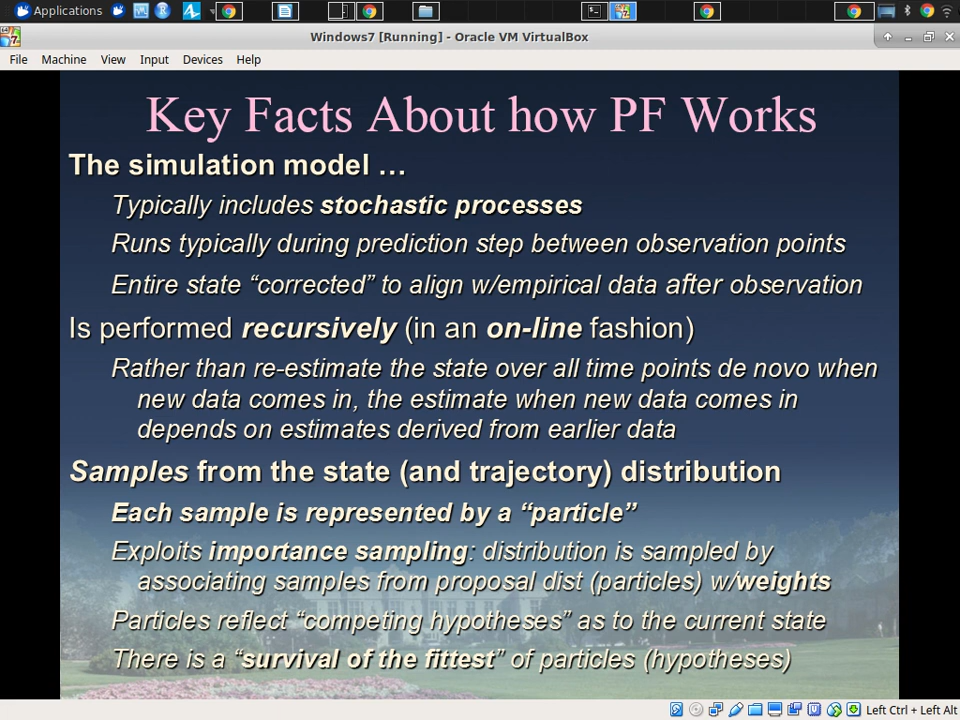 Applications
Windows7 [Running] - Oracle VM VirtualBox
File Machine View Input Devices Help
Key Facts About how PF Works
The simulation model …
Typically includes stochastic processes
Runs typically during prediction step between observation points
Entire state “corrected” to align w/empirical data after observation
Is performed recursively (in an on-line fashion)
Rather than re-estimate the state over all time points de novo when
new data comes in, the estimate when new data comes in
depends on estimates derived from earlier data
Samples from the state (and trajectory) distribution
Each sample is represented by a “particle”
Exploits importance sampling: distribution is sampled by
associating samples from proposal dist (particles) w/weights
Particles reflect “competing hypotheses” as to the current state
There is a “survival of the fittest” of particles (hypotheses)
Left Ctrl + Left Alt